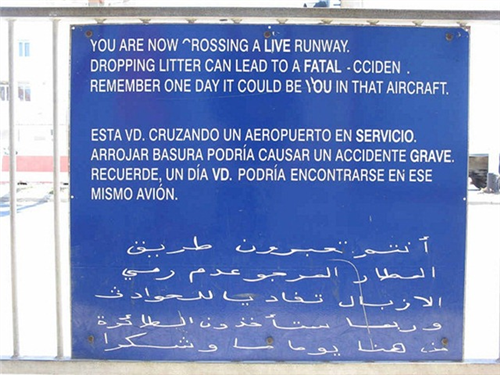 YOU ARE NOW CROSSING A LIVE RUNWAY.
DROPPING LITTER CAN LEAD TO A FATAL CCIDEN .
REMEMBER ONE DAY IT COULD BE YOU IN THAT AIRCRAFT.
ESTA VD. CRUZANDO UN AEROPUERTO EN SERVICIO.
ARROJAR BASURA PODRÍA CAUSAR UN ACCIDENTE GRAVE.
RECUERDE, UN DÍA VD. PODRÍA ENCONTRARSE EN ESE
MISMO AVIÓN.
أنتم تعبرون طريق
المطار المرجو عدم رمي
الازبال تفاديا للحوادث
وربما ستأخذون الطائرة
من هنا يوما ما وشكرا